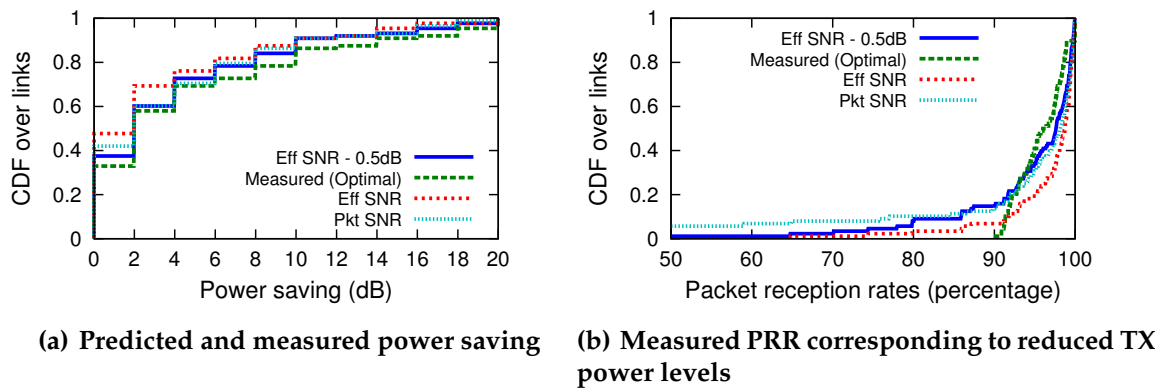 CDF over links
1
0.8
0.6
0.4
0.2
0
Eff SNR - 0.5dB
Measured (Optimal)
Eff SNR
Pkt SNR
0 2 4 6 8 10 12 14 16 18 20
Power saving (dB)
(a) Predicted and measured power saving
CDF over links
1
0.8
0.6
0.4
0.2
0
Eff SNR - 0.5dB
Measured (Optimal)
Eff SNR
Pkt SNR
50 60 70 80 90 100
Packet reception rates (percentage)
(b) Measured PRR corresponding to reduced TX
power levels